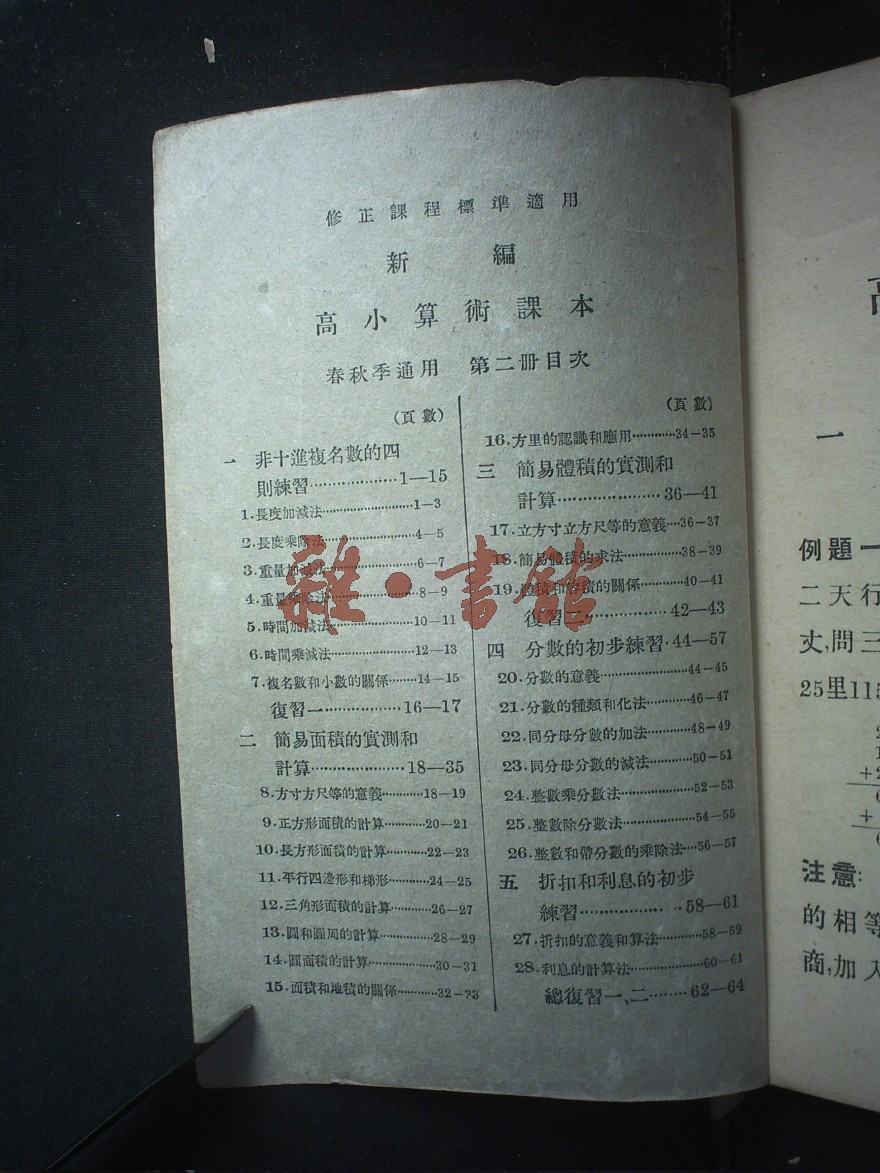 修正課程標準適用
新編
高小算術課本
春秋季通用 第二冊目次
(頁數)
一 非十進複名數的四
則練習………………1—15
1.長度加減法………………1—3
2.長度乘除法………………4—5
3.重量加減法………………6—7
4.重量乘除法………………8—9
5.時間加減法………………10—11
6.時間乘減法………………12—13
7.複名數和小數的關係………14—15
復習一………………16—17
二 簡易面積的實測和
計算………………18—35
8.方寸方尺等的意義………18—19
9.正方形面積的計算………20—21
10.長方形面積的計算………22—23
11.平行四邊形和梯形………24—25
12.三角形面積的計算………26—27
13.圓和圓周的計算………28—29
14.圓面積的計算………30—31
15.面積和地積的關係………32—33
(頁數)
16.方里的認識和應用………34—35
三 簡易體積的實測和
計算………………36—41
17.立方寸立方尺等的意義…36—37
18.簡易體積的求法………38—39
19.體積和容積的關係………40—41
復習二………………42—43
四 分數的初步練習·44—57
20.分數的意義………………44—45
21.分數的種類和化法………46—47
22.同分母分數的加法………48—49
23.同分母分數的減法………50—51
24.整數乘分數法………52—53
25.整數除分數法………54—55
26.整數和帶分數的乘除法…56—57
五 折扣和利息的初步
練習………………58—61
27.折扣的意義和算法………58—59
28.利息的計算法………60—61
總復習一、二………62—64
雜·書館
高
一
例題一
二天行
丈,問三
25里115
注意:
的相等
商,加入